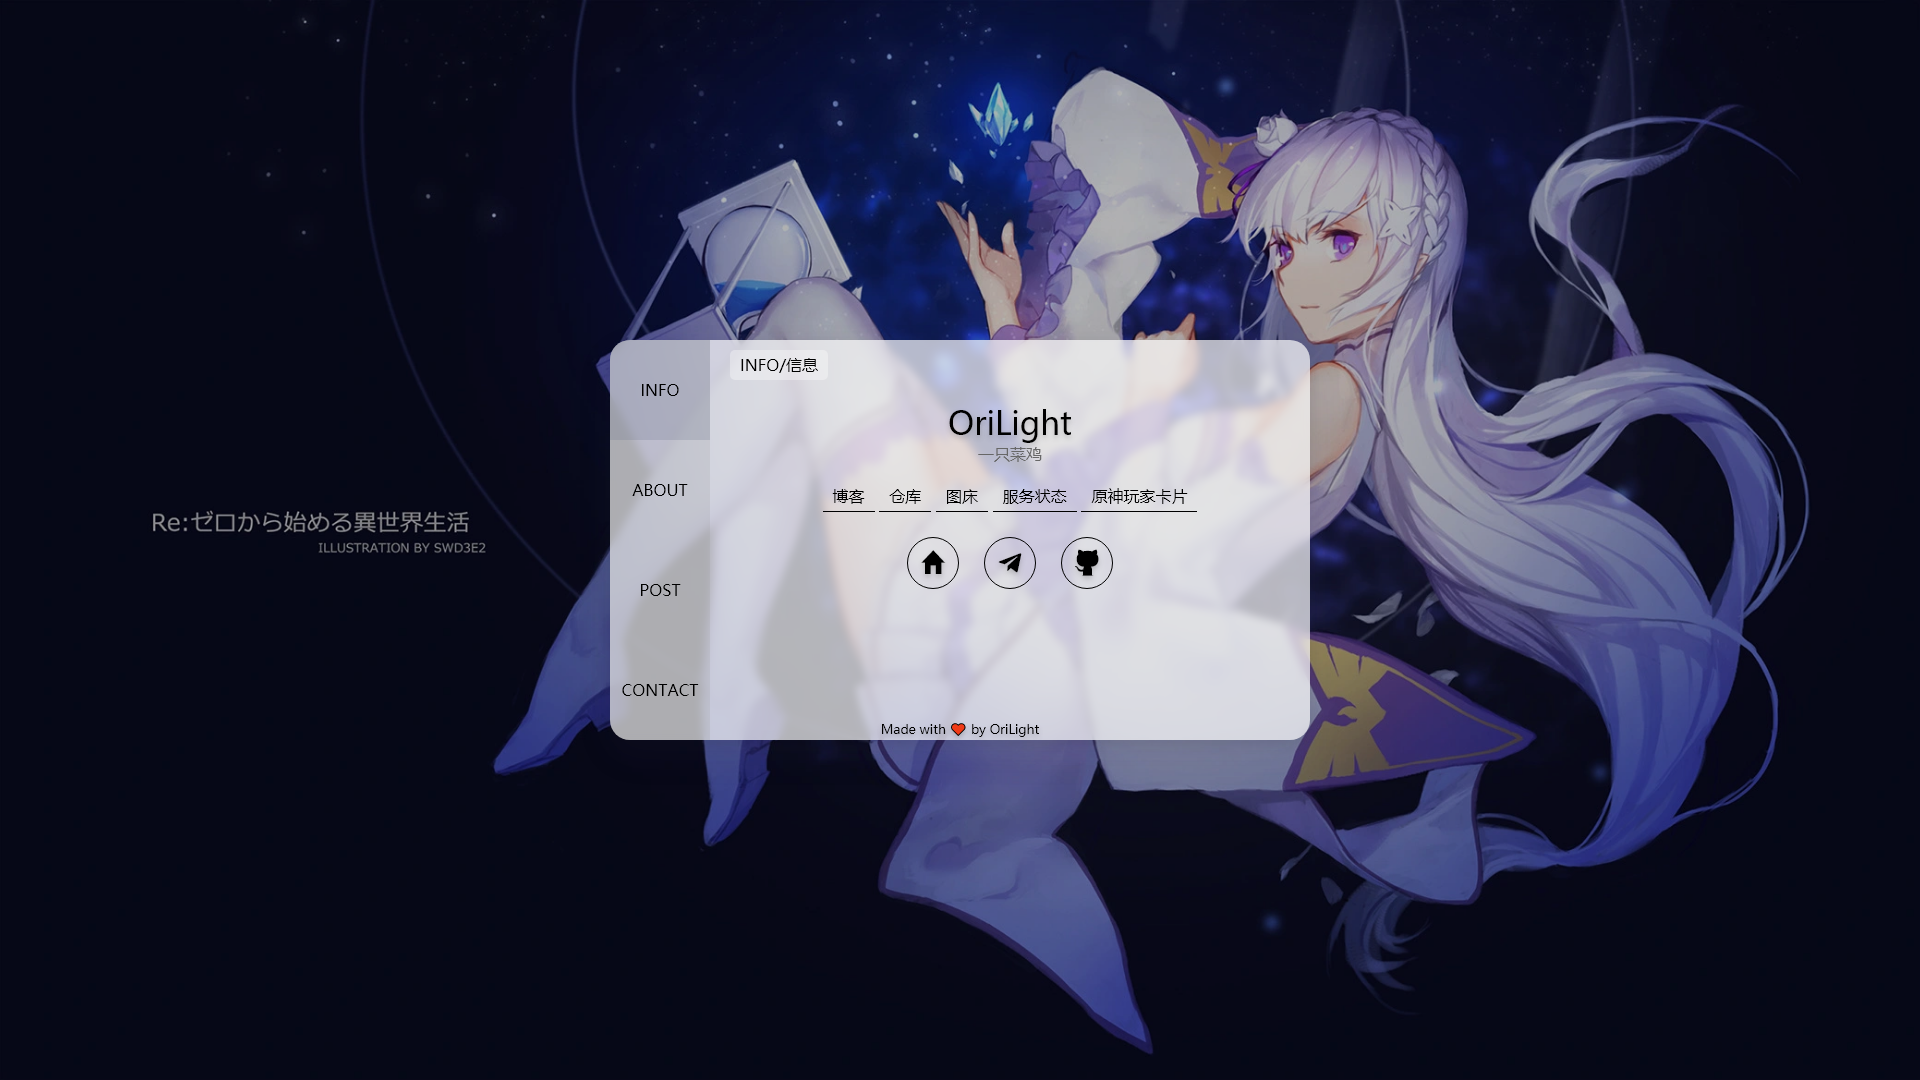 INFO
ABOUT
POST
CONTACT
INFO/信息
OriLight
一只菜鸡
博客 仓库 图床 服务状态 原神玩家卡片
Made with ❤ by OriLight
Re:ゼロから始める異世界生活
ILLUSTRATION BY SWD3E2